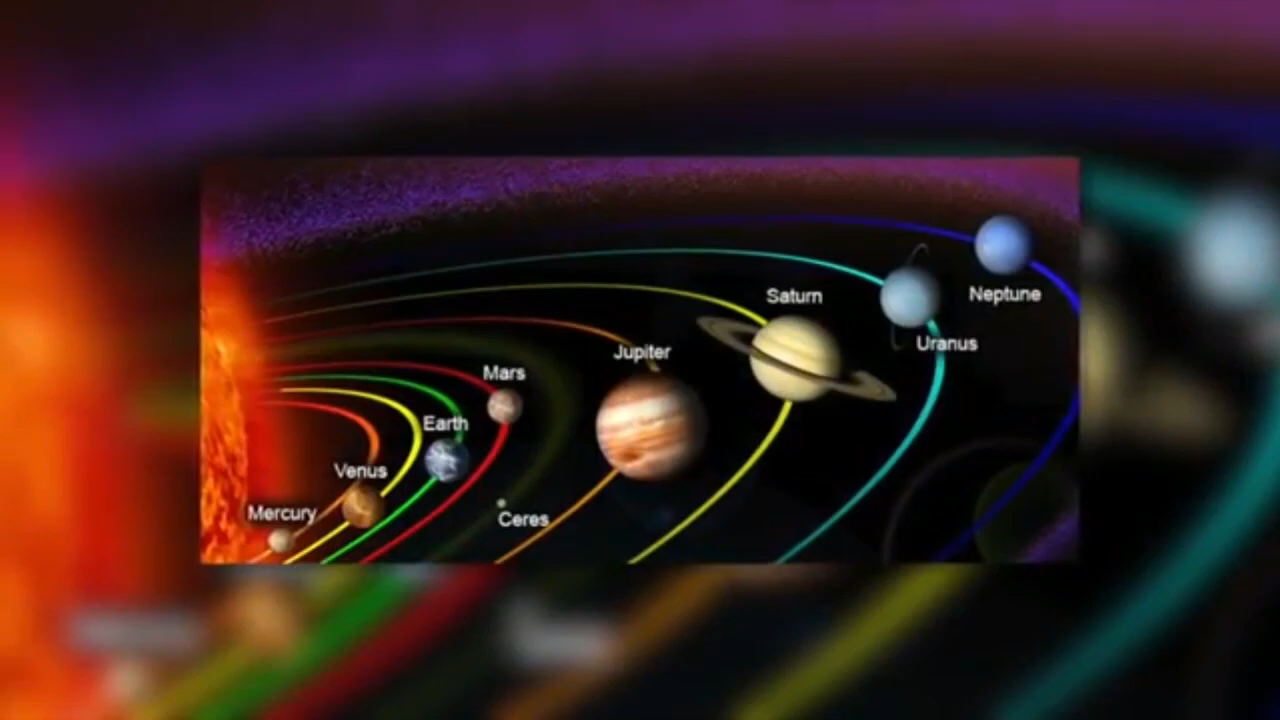 Mercury
Venus
Earth
Mars
Ceres
Jupiter
Saturn
Uranus
Neptune